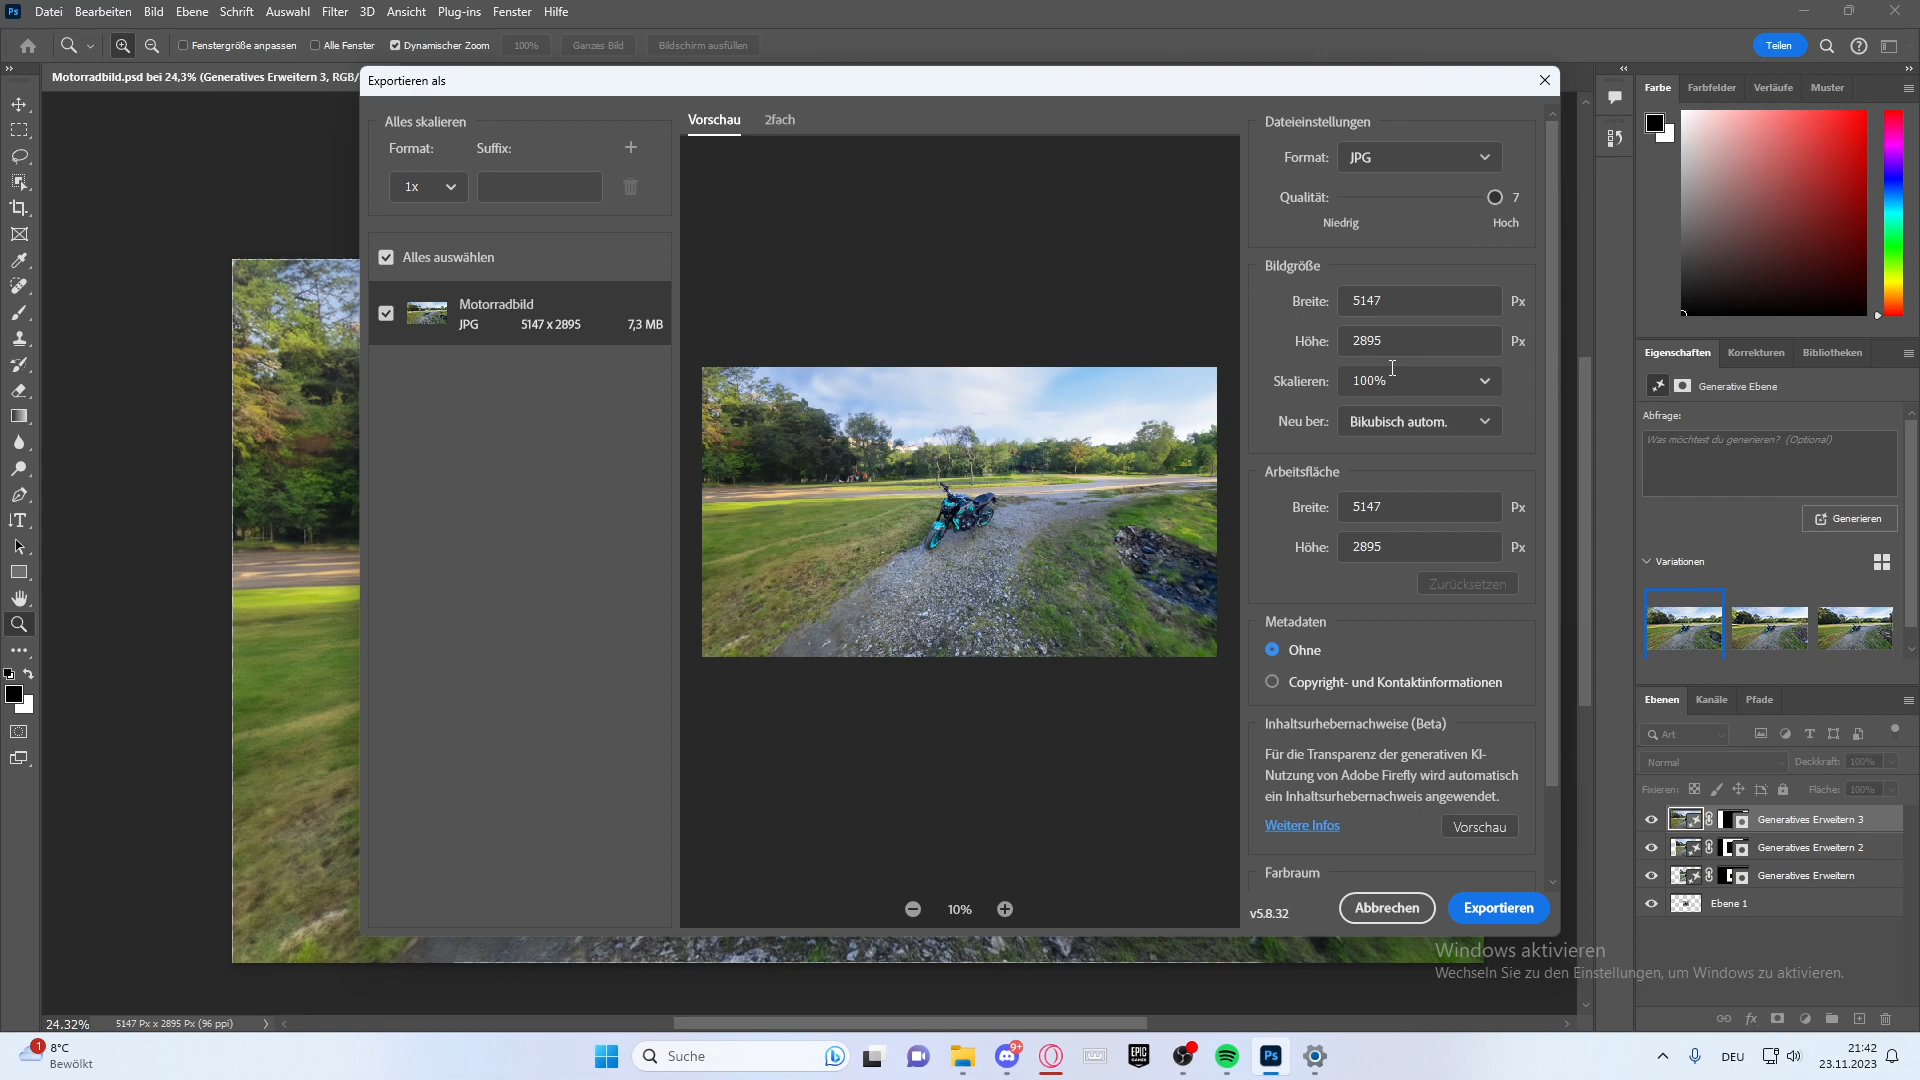 Ps Datei Bearbeiten Bild Ebene Schrift Auswahl Filter 3D Ansicht Plug-ins Fenster Hilfe
Fenstergröße anpassen Alle Fenster Dynamischer Zoom 100% Ganzes Bild Bildschirm ausfüllen Teilen
Motorradbild.psd bei 24,3% (Generatives Erweitern 3, RGB/
Exportieren als
Alles skalieren
Format: Suffix:
1x
Alles auswählen
Motorradbild
JPG 5147 x 2895 7,3 MB
Vorschau 2fach
10%
Dateieinstellungen
Format: JPG
Qualität: 7
Niedrig Hoch
Bildgröße
Breite: 5147 Px
Höhe: 2895 Px
Skalieren: 100%
Neu ber.: Bikubisch autom.
Arbeitsfläche
Breite: 5147 Px
Höhe: 2895 Px
Zurücksetzen
Metadaten
Ohne
Copyright- und Kontaktinformationen
Inhaltsurhebernachweise (Beta)
Für die Transparenz der generativen KI-
Nutzung von Adobe Firefly wird automatisch
ein Inhaltsurhebernachweis angewendet.
Weitere Infos Vorschau
Farbraum
v5.8.32 Abbrechen Exportieren
Farbe Farbfelder Verläufe Muster
Eigenschaften Korrekturen Bibliotheken
Generative Ebene
Abfrage:
Was möchtest du generieren? (Optional)
Generieren
Variationen
Ebenen Kanäle Pfade
Art
Normal Deckkraft: 100%
Fixieren: Fläche: 100%
Generatives Erweitern 3
Generatives Erweitern 2
Generatives Erweitern
Ebene 1
Windows aktivieren
Wechseln Sie zu den Einstellungen, um Windows zu aktivieren.
24,32% 5147 Px x 2895 Px (96 ppi)
1 8°C
Bewölkt
Suche
9+
EPIC
GAMES
Ps
DEU
21:42
23.11.2023